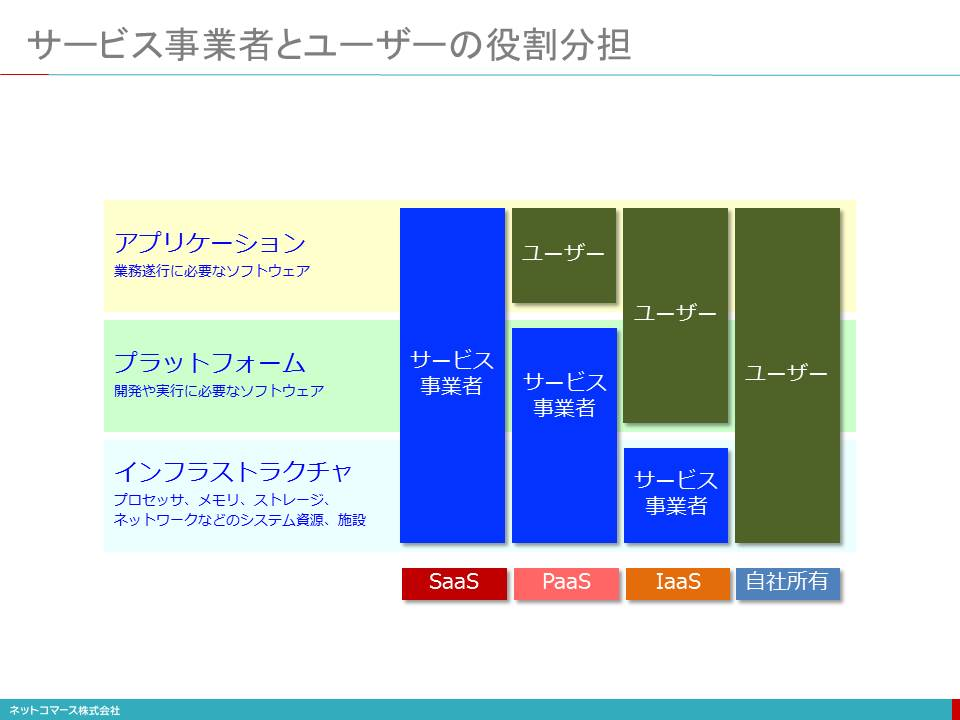 サービス事業者とユーザーの役割分担
アプリケーション
業務遂行に必要なソフトウェア
プラットフォーム
開発や実行に必要なソフトウェア
インフラストラクチャ
プロセッサ、メモリ、ストレージ、
ネットワークなどのシステム資源、施設
サービス
事業者
ユーザー
サービス
事業者
ユーザー
サービス
事業者
ユーザー
SaaS
PaaS
IaaS
自社所有
ネットコマース株式会社